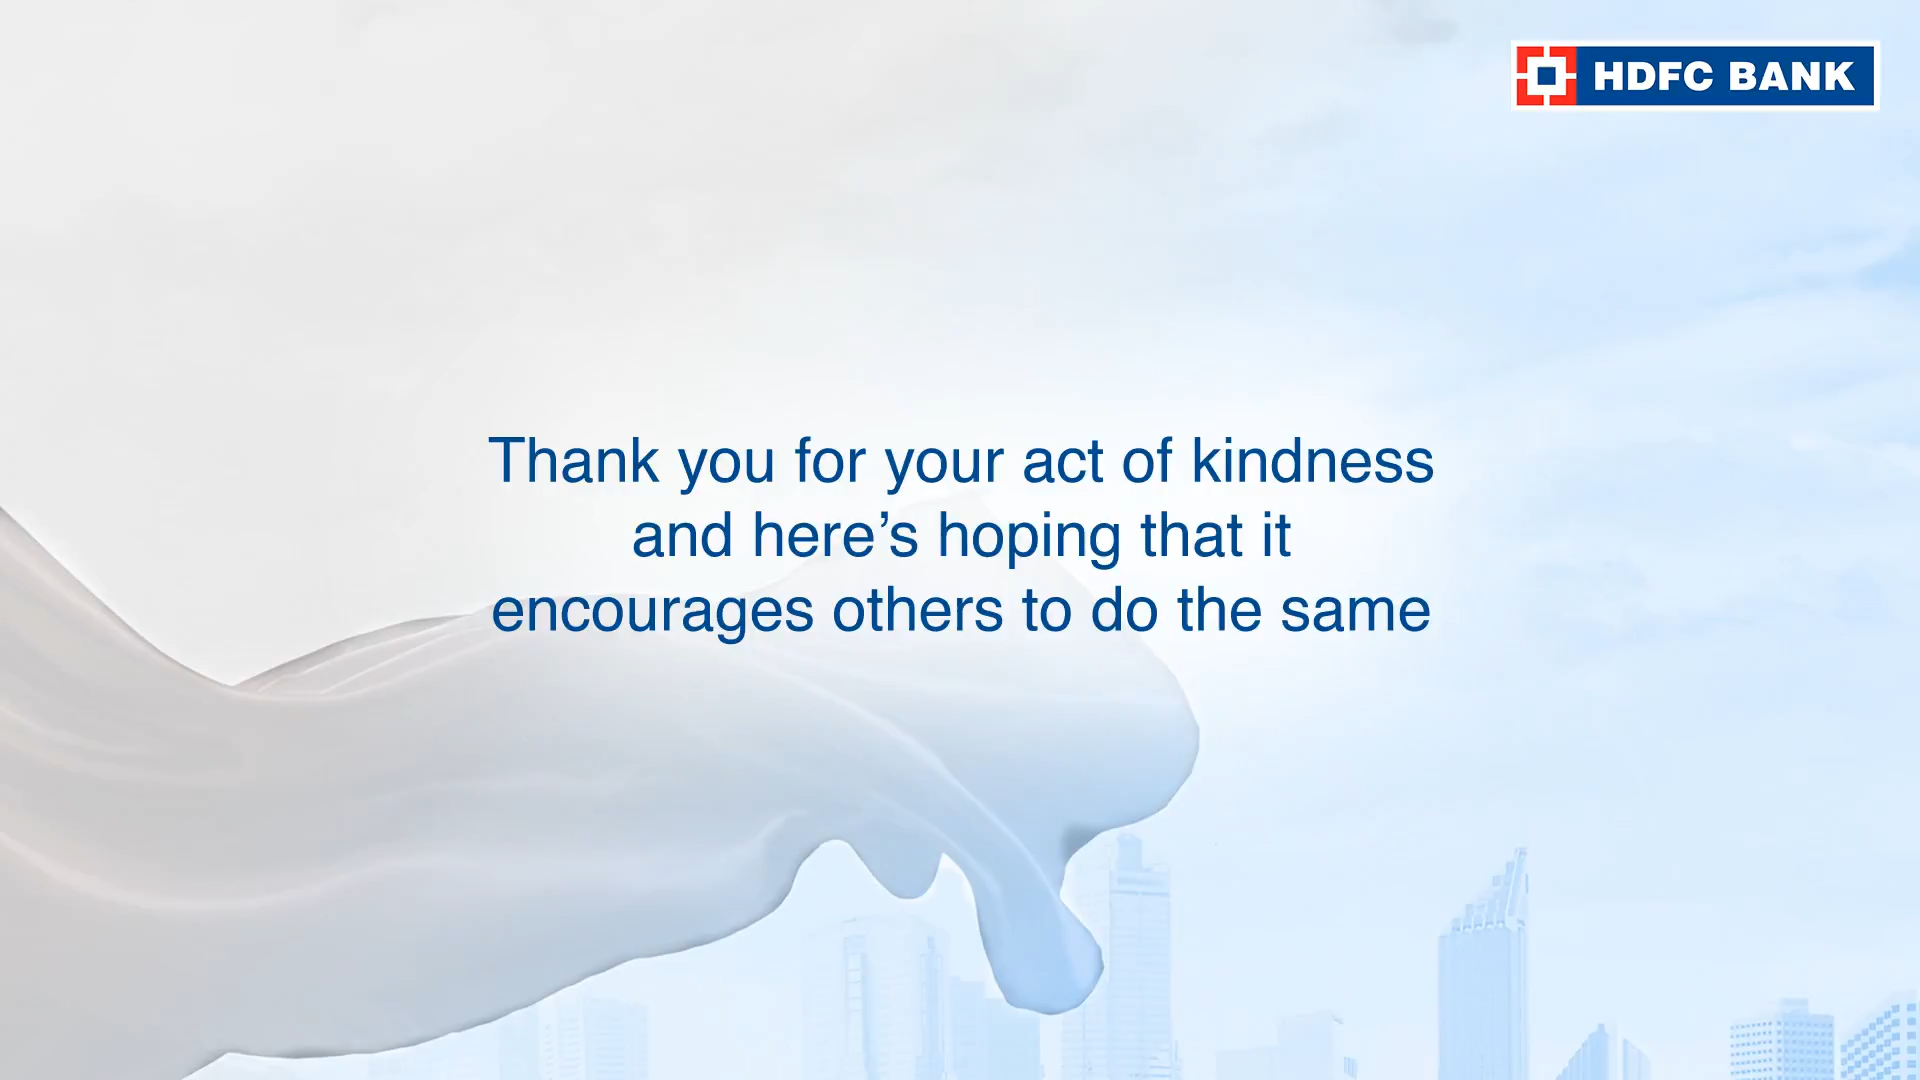 HDFC BANK
Thank you for your act of kindness
and here’s hoping that it
encourages others to do the same